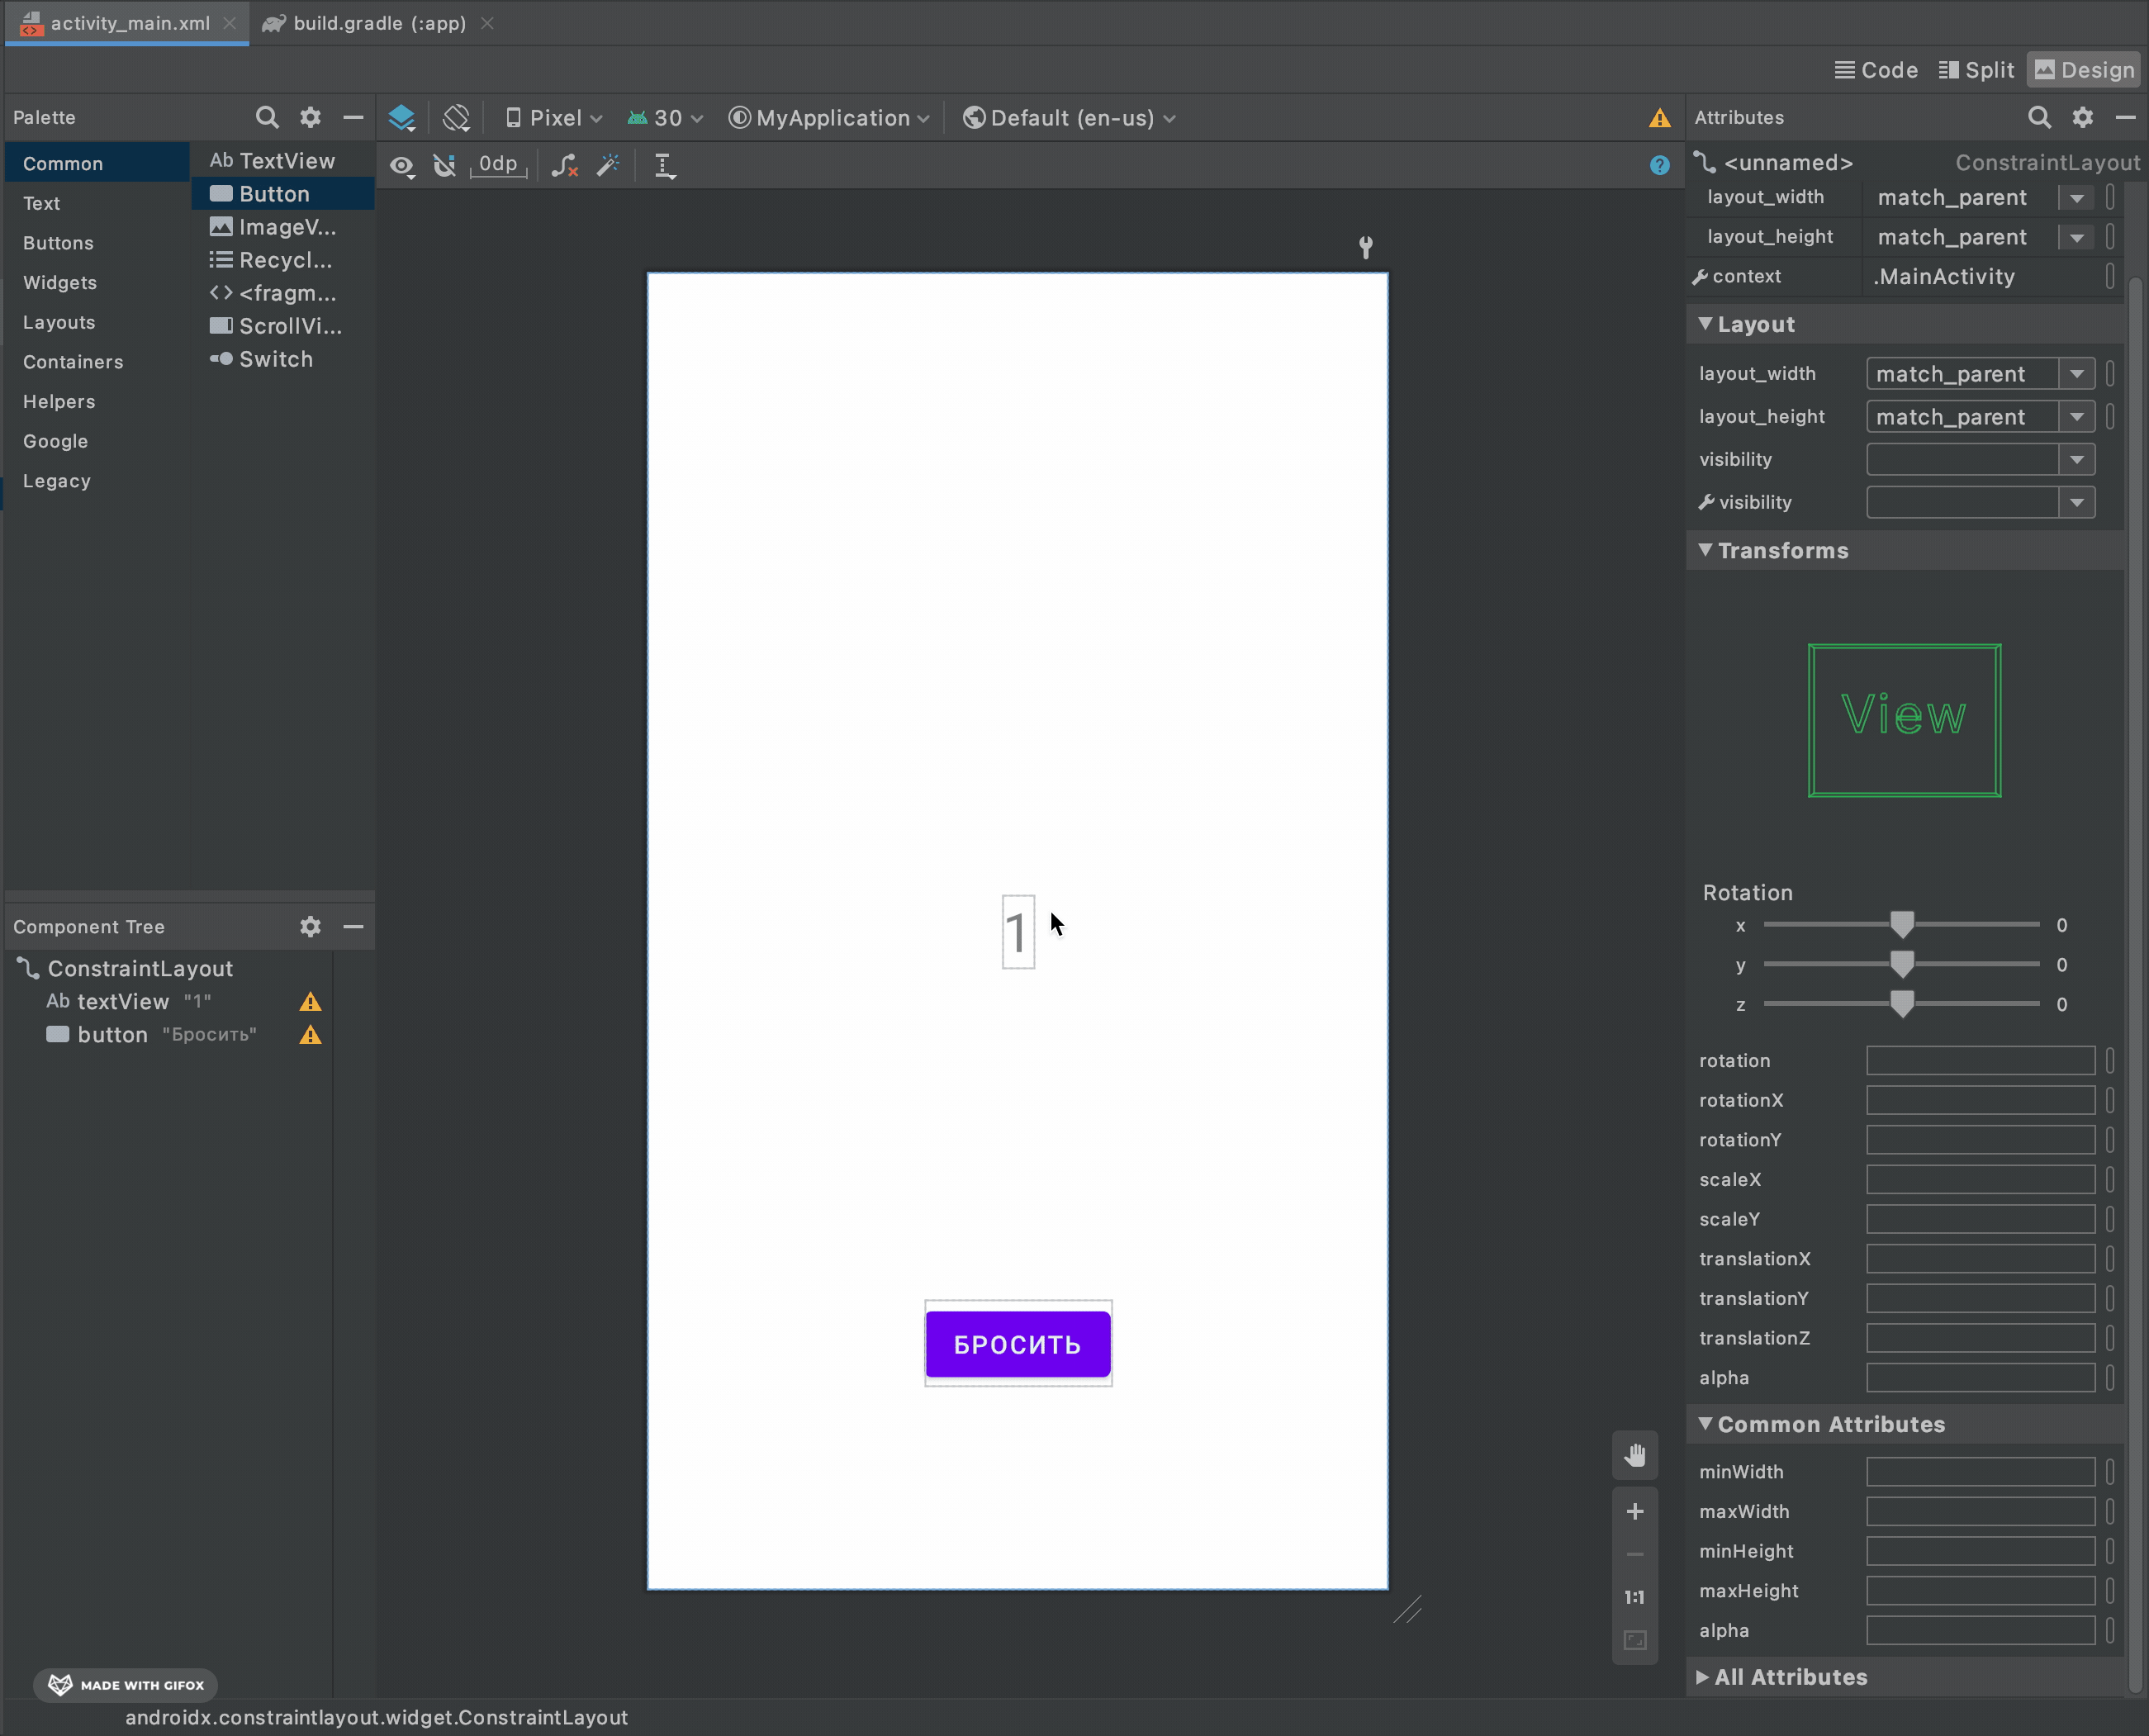 activity_main.xml
build.gradle (:app)
Code
Split
Design
Palette
Pixel
30
MyApplication
Default (en-us)
Attributes
Common
Text
Buttons
Widgets
Layouts
Containers
Helpers
Google
Legacy
Ab TextView
Button
ImageV...
Recycl...
<fragm...
ScrollVi...
Switch
0dp
?
<unnamed>
ConstraintLayout
layout_width match_parent
layout_height match_parent
context .MainActivity
Layout
layout_width match_parent
layout_height match_parent
visibility
visibility
Transforms
View
Rotation
x 0
y 0
z 0
rotation
rotationX
rotationY
scaleX
scaleY
translationX
translationY
translationZ
alpha
Common Attributes
minWidth
maxWidth
minHeight
maxHeight
alpha
All Attributes
Component Tree
ConstraintLayout
Ab textView "1"
button "Бросить"
1
БРОСИТЬ
1:1
MADE WITH GIFOX
androidx.constraintlayout.widget.ConstraintLayout